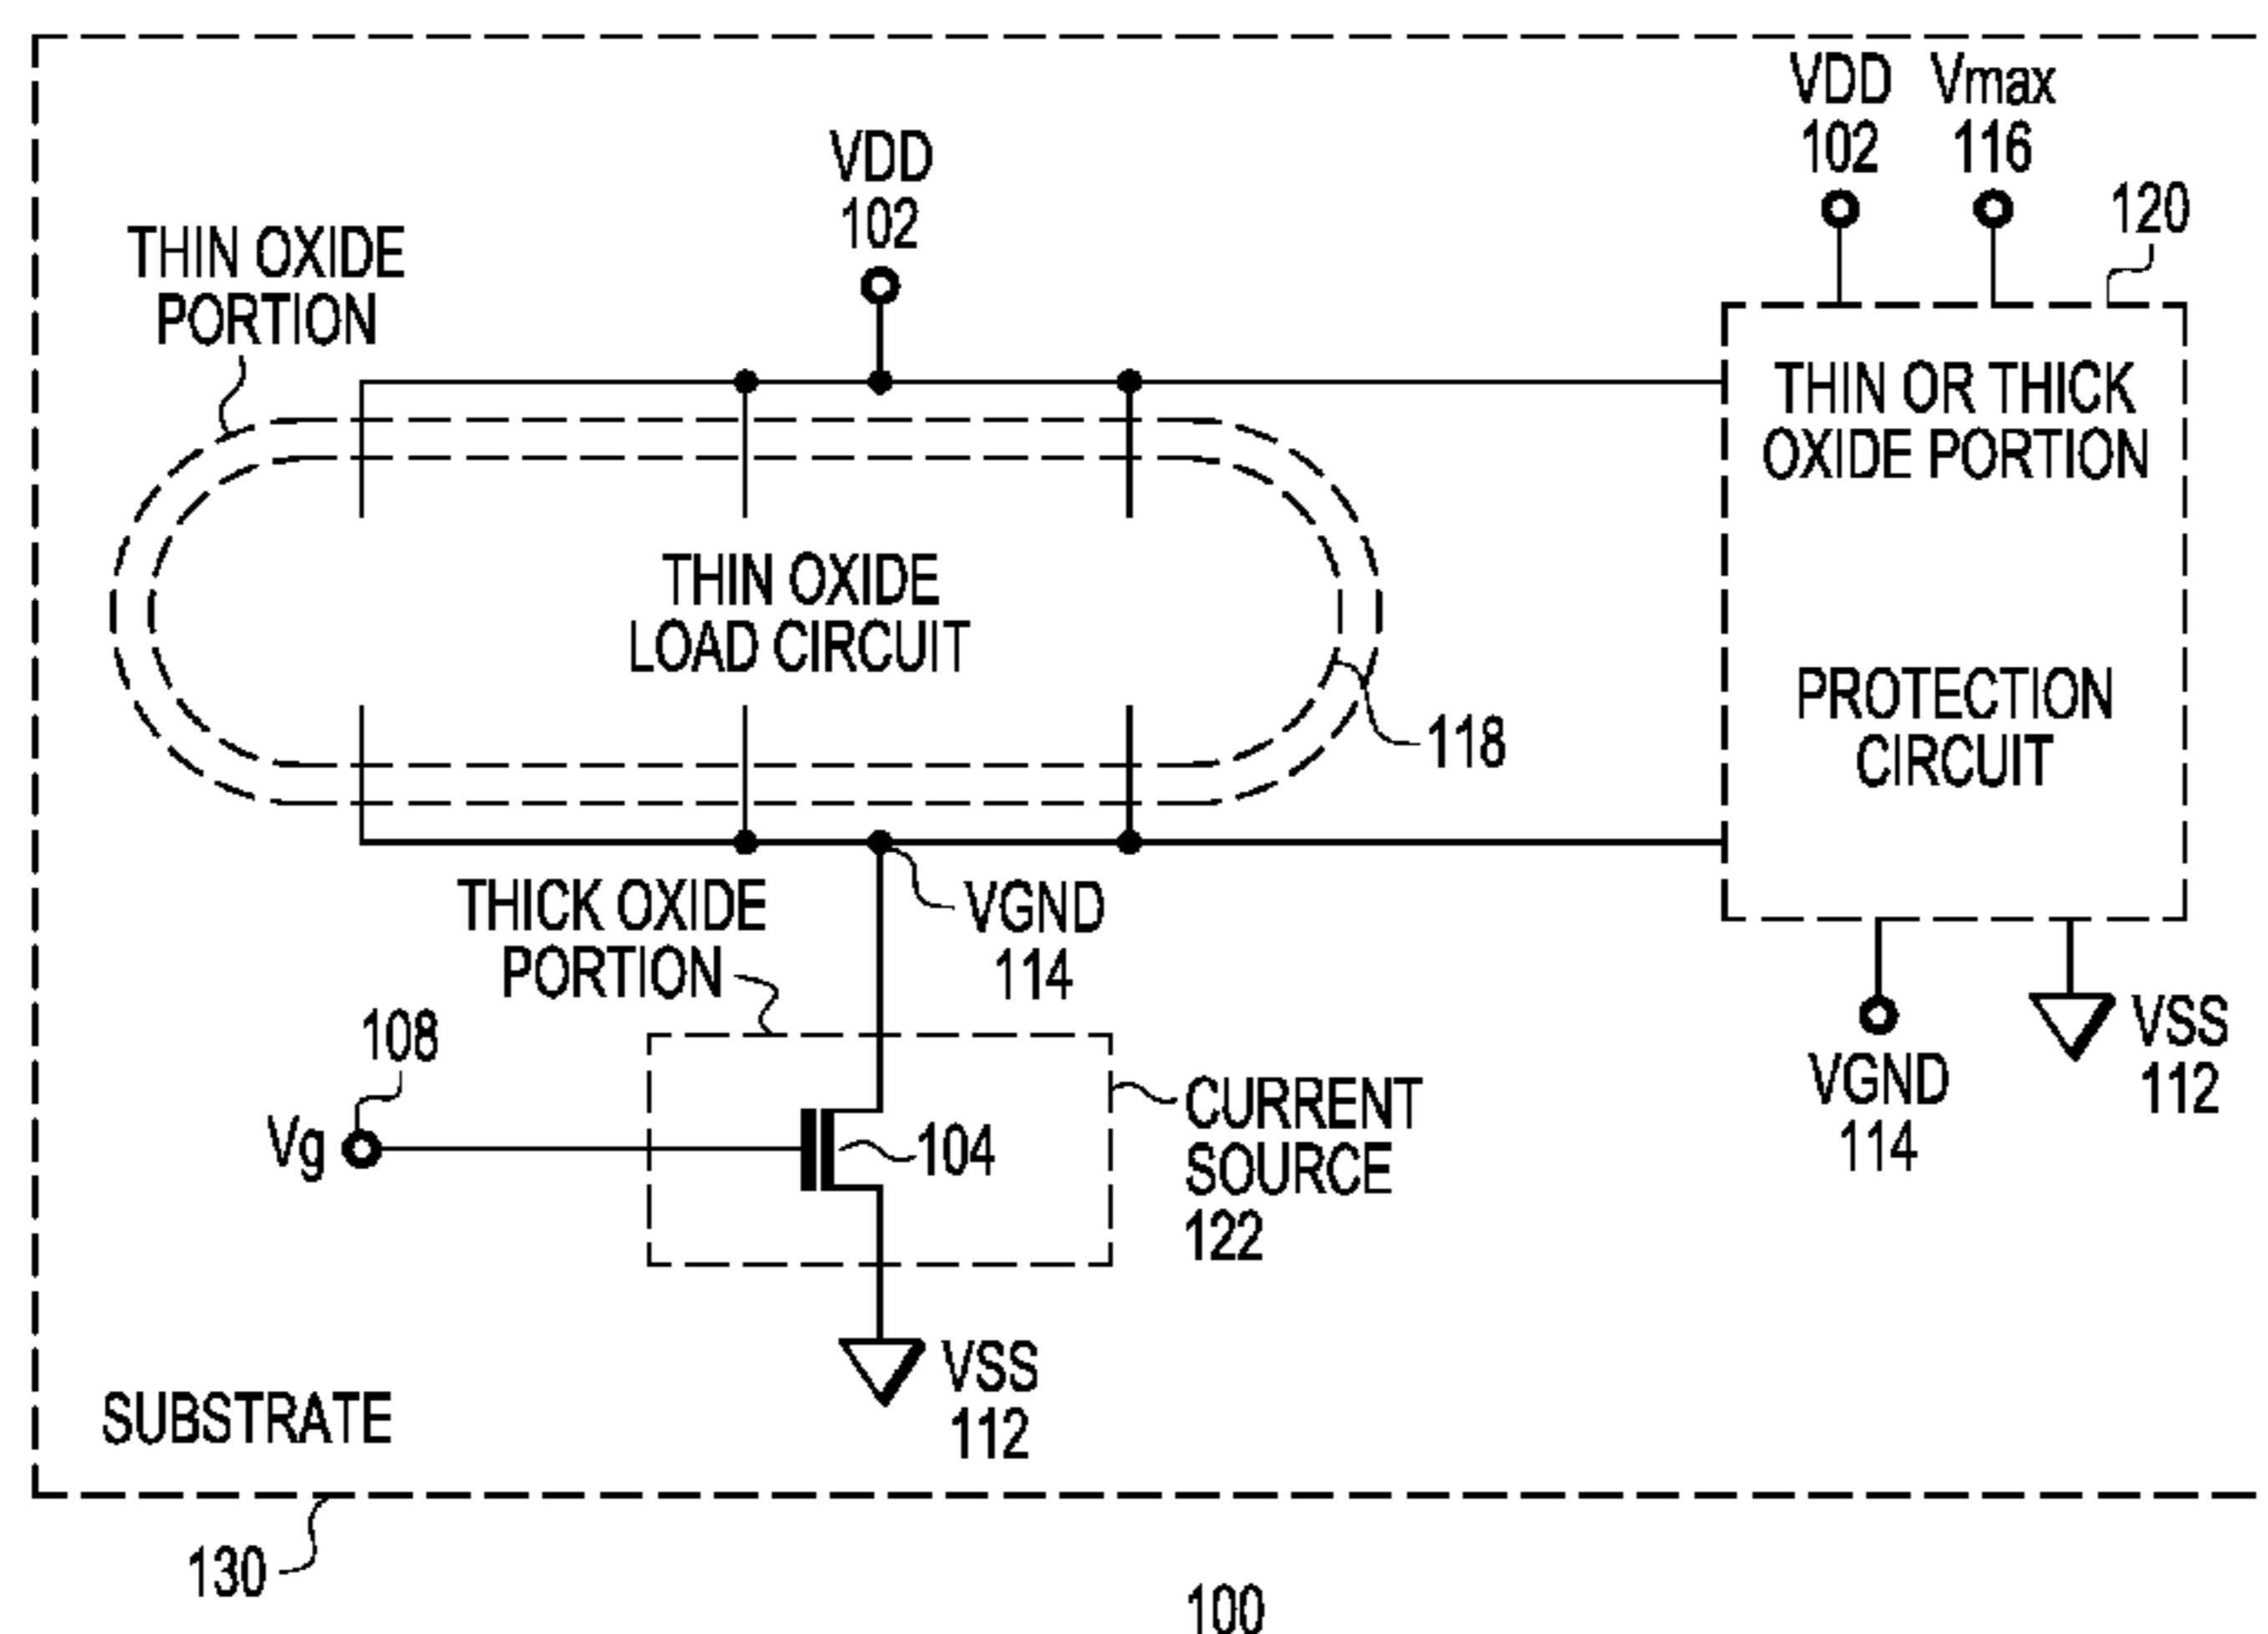 VDD
102
Vmax
116
120
VDD
102
THIN OXIDE
PORTION
THIN OR THICK
OXIDE PORTION
THIN OXIDE
LOAD CIRCUIT
118
PROTECTION
CIRCUIT
THICK OXIDE
PORTION
VGND
114
108
Vg
104
CURRENT
SOURCE
122
VGND
114
VSS
112
VSS
112
SUBSTRATE
130
100